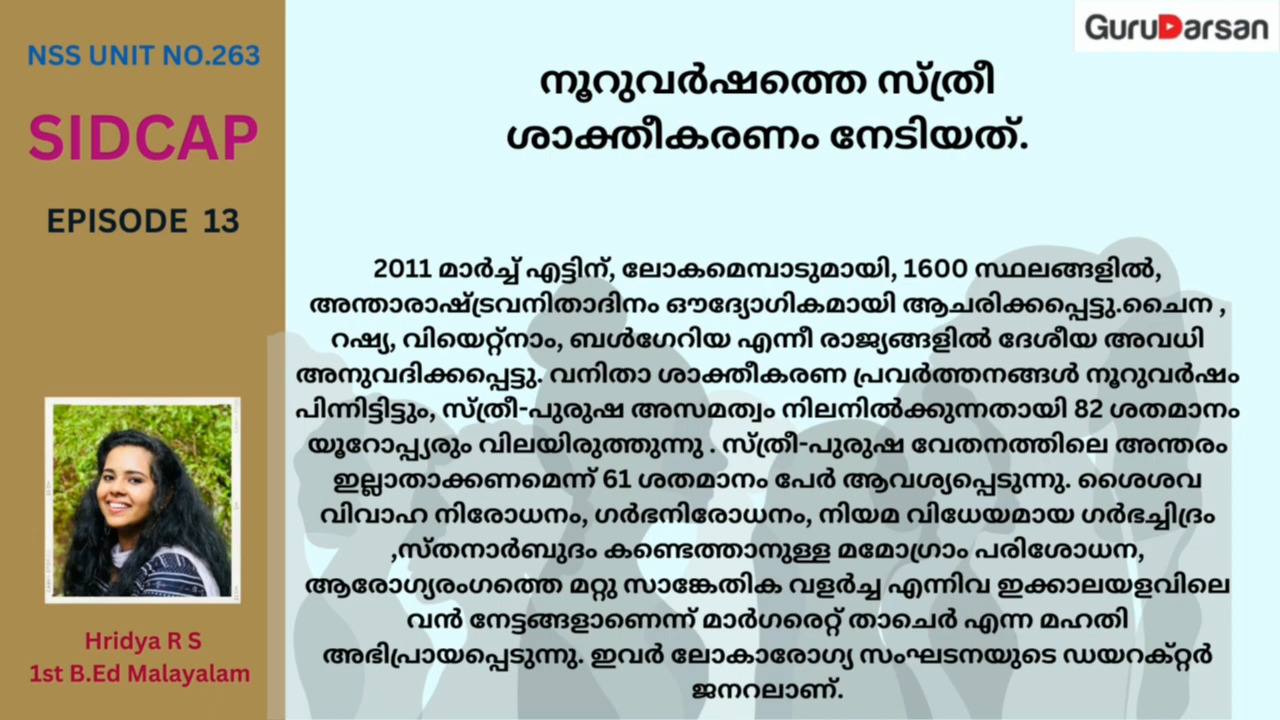 NSS UNIT NO.263
SIDCAP
EPISODE 13
Hridya R S
1st B.Ed Malayalam
GuruDarsan
നൂറുവർഷത്തെ സ്ത്രീ
ശാക്തീകരണം നേടിയത്.
2011 മാർച്ച് എട്ടിന്, ലോകമെമ്പാടുമായി, 1600 സ്ഥലങ്ങളിൽ,
അന്താരാഷ്ട്രവനിതാദിനം ഔദ്യോഗികമായി ആചരിക്കപ്പെട്ടു.ചൈന ,
റഷ്യ, വിയെറ്റ്നാം, ബൾഗേറിയ എന്നീ രാജ്യങ്ങളിൽ ദേശീയ അവധി
അനുവദിക്കപ്പെട്ടു. വനിതാ ശാക്തീകരണ പ്രവർത്തനങ്ങൾ നൂറുവർഷം
പിന്നിട്ടിട്ടും, സ്ത്രീ-പുരുഷ അസമത്വം നിലനിൽക്കുന്നതായി 82 ശതമാനം
യൂറോപ്പ്യരും വിലയിരുത്തുന്നു . സ്ത്രീ-പുരുഷ വേതനത്തിലെ അന്തരം
ഇല്ലാതാക്കണമെന്ന് 61 ശതമാനം പേർ ആവശ്യപ്പെടുന്നു. ശൈശവ
വിവാഹ നിരോധനം, ഗർഭനിരോധനം, നിയമ വിധേയമായ ഗർഭച്ചിദ്രം
,സ്തനാർബുദം കണ്ടെത്താനുള്ള മമോഗ്രാം പരിശോധന,
ആരോഗ്യരംഗത്തെ മറ്റു സാങ്കേതിക വളർച്ച എന്നിവ ഇക്കാലയളവിലെ
വൻ നേട്ടങ്ങളാണെന്ന് മാർഗരെറ്റ് താചെർ എന്ന മഹതി
അഭിപ്രായപ്പെടുന്നു. ഇവർ ലോകാരോഗ്യ സംഘടനയുടെ ഡയറക്റ്റർ
ജനറലാണ്.